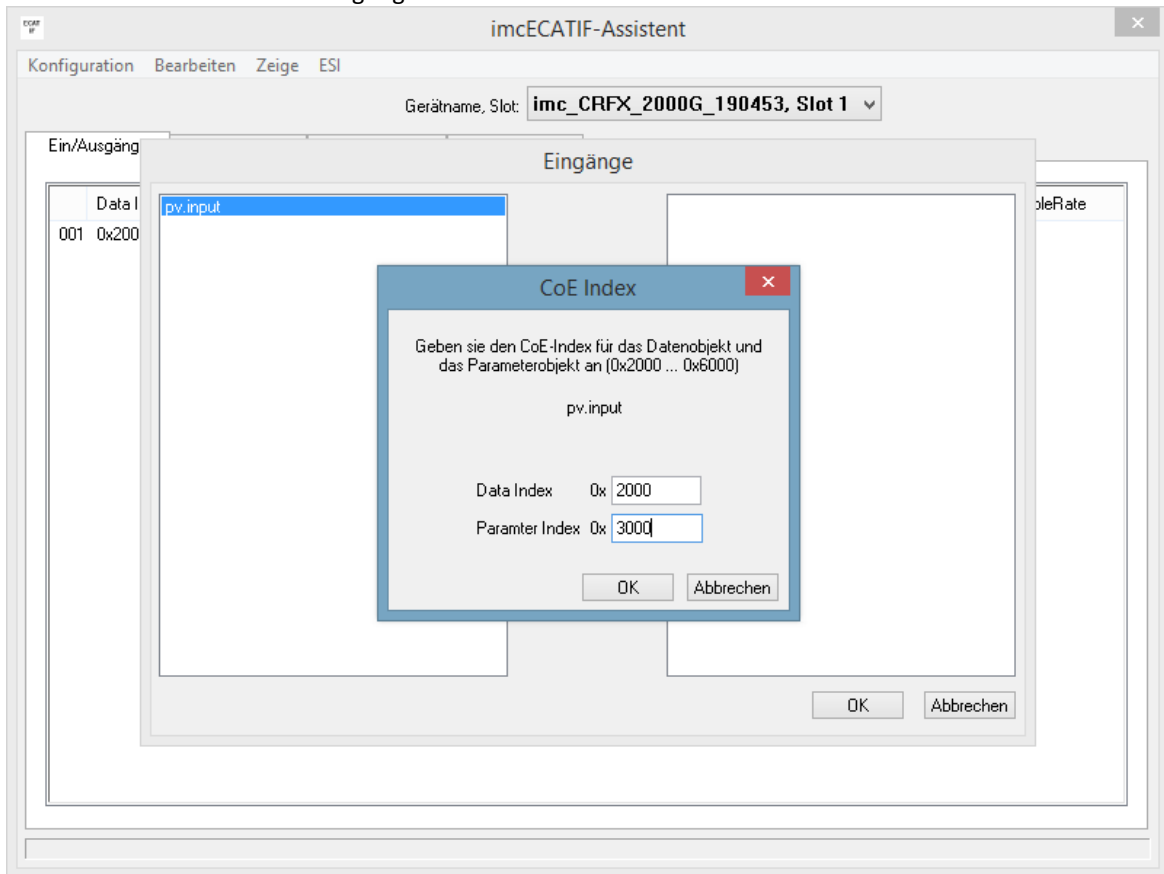 ECAT
IF
imcECATIF-Assistent
Konfiguration Bearbeiten Zeige ESI
Gerätname, Slot: imc_CRFX_2000G_190453, Slot 1
Ein/Ausgäng
Eingänge
Data I
pleRate
pv.input
001 0x200
CoE Index
Geben sie den CoE-Index für das Datenobjekt und
das Parameterobjekt an (0x2000 ... 0x6000)
pv.input
Data Index 0x 2000
Paramter Index 0x 3000
OK Abbrechen
OK Abbrechen